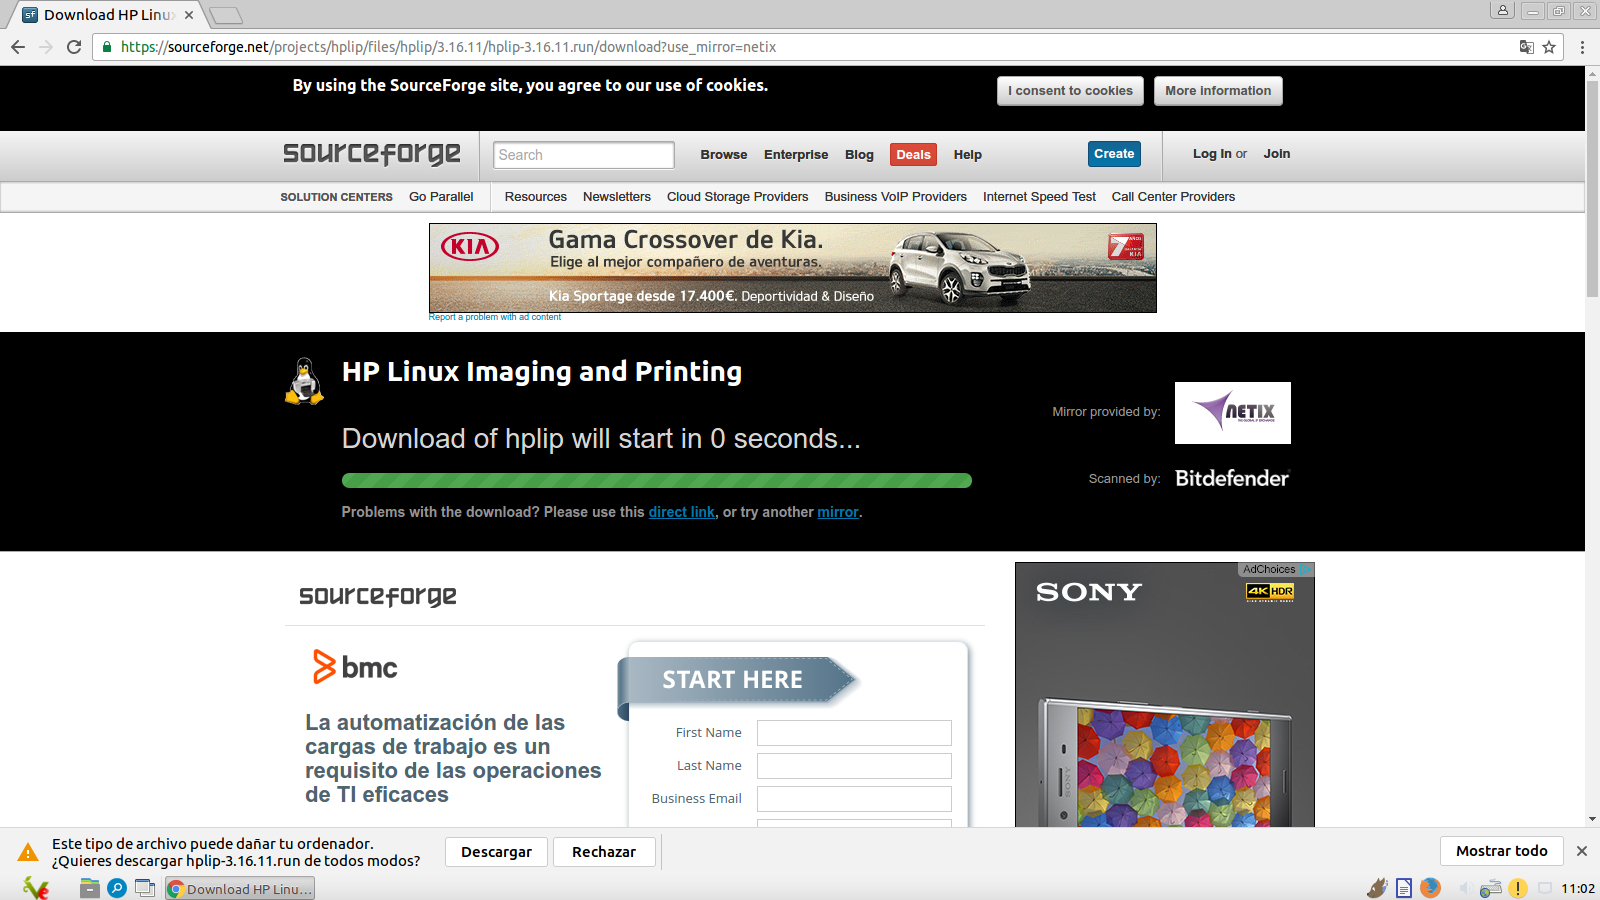 Download HP Linux
https://sourceforge.net/projects/hplip/files/hplip/3.16.11/hplip-3.16.11.run/download?use_mirror=netix
By using the SourceForge site, you agree to our use of cookies.
I consent to cookies
More information
sourceforge
Search
Browse
Enterprise
Blog
Deals
Help
Create
Log In or
Join
SOLUTION CENTERS
Go Parallel
Resources
Newsletters
Cloud Storage Providers
Business VoIP Providers
Internet Speed Test
Call Center Providers
KIA
Gama Crossover de Kia.
Elige al mejor compañero de aventuras.
Kia Sportage desde 17.400€. Deportividad & Diseño
7 AÑOS
KIA
Report a problem with ad content
HP Linux Imaging and Printing
Download of hplip will start in 0 seconds...
Problems with the download? Please use this direct link, or try another mirror.
Mirror provided by:
NETIX
Scanned by:
Bitdefender
sourceforge
bmc
La automatización de las
cargas de trabajo es un
requisito de las operaciones
de TI eficaces
START HERE
First Name
Last Name
Business Email
AdChoices
SONY
4K HDR
SONY
Este tipo de archivo puede dañar tu ordenador.
¿Quieres descargar hplip-3.16.11.run de todos modos?
Descargar
Rechazar
Mostrar todo
Download HP Linu...
11:02